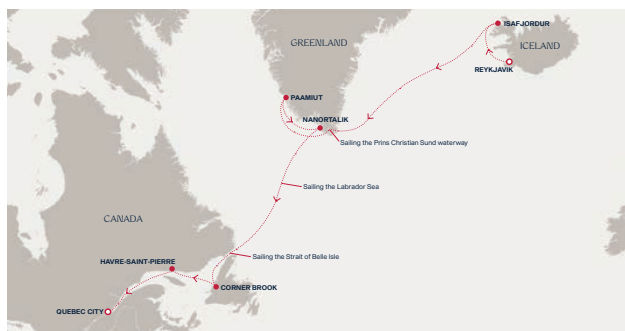 ISAFJORDUR
GREENLAND
ICELAND
REYKJAVIK
PAAMIUT
NANORTALIK
Sailing the Prins Christian Sund waterway
Sailing the Labrador Sea
CANADA
Sailing the Strait of Belle Isle
HAVRE-SAINT-PIERRE
CORNER BROOK
QUEBEC CITY